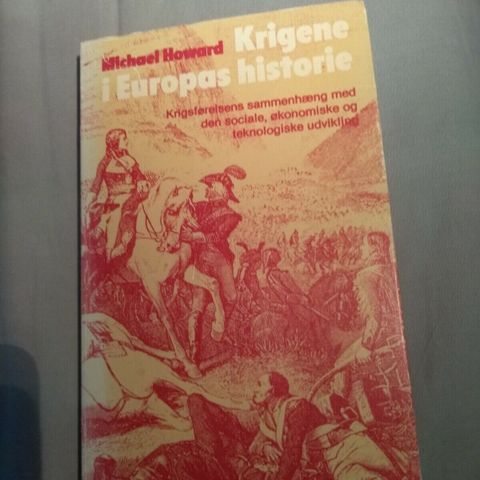 Michael Howard
Krigene
i Europas historie
Krigsførelsens sammenhæng med
den sociale, økonomiske og
teknologiske udvikling